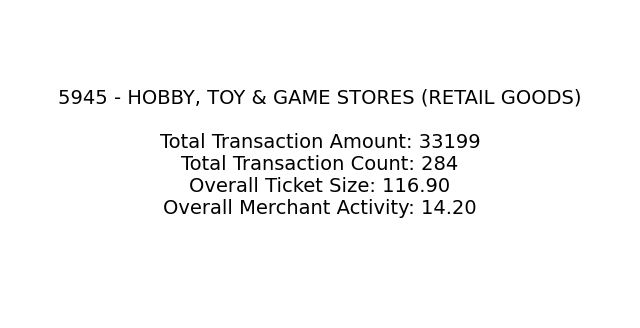 5945 - HOBBY, TOY & GAME STORES (RETAIL GOODS)
Total Transaction Amount: 33199
Total Transaction Count: 284
Overall Ticket Size: 116.90
Overall Merchant Activity: 14.20